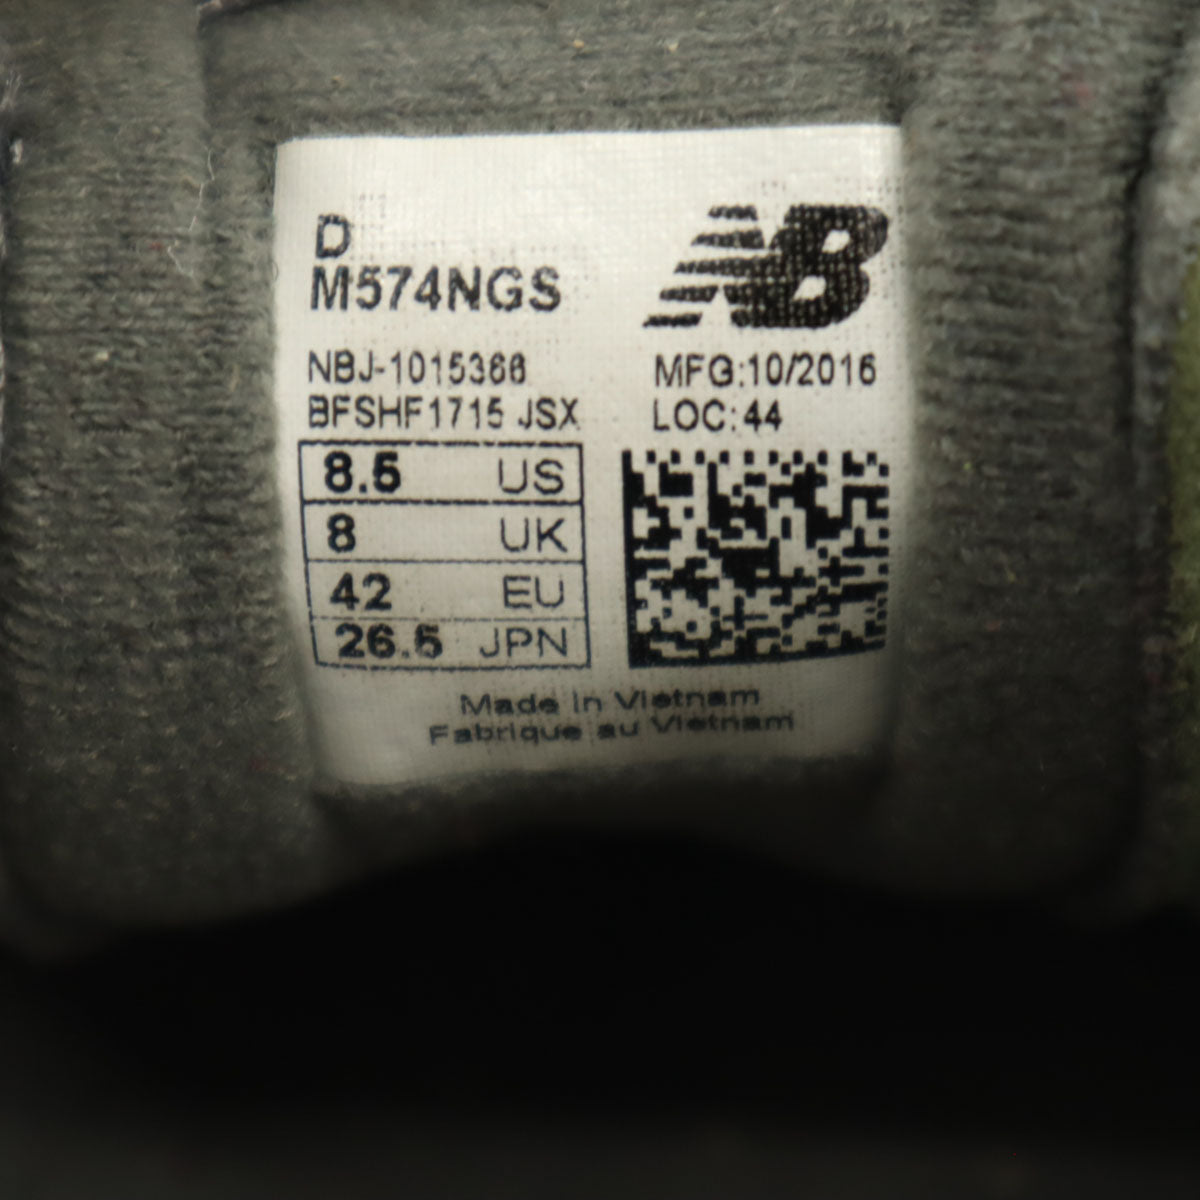 D
M574NGS
NB
NBJ-1015366
MFG:10/2016
BFSHF1715 JSX
LOC:44
8.5 US
8 UK
42 EU
26.5 JPN
Made in Vietnam
Fabrique au Vietnam